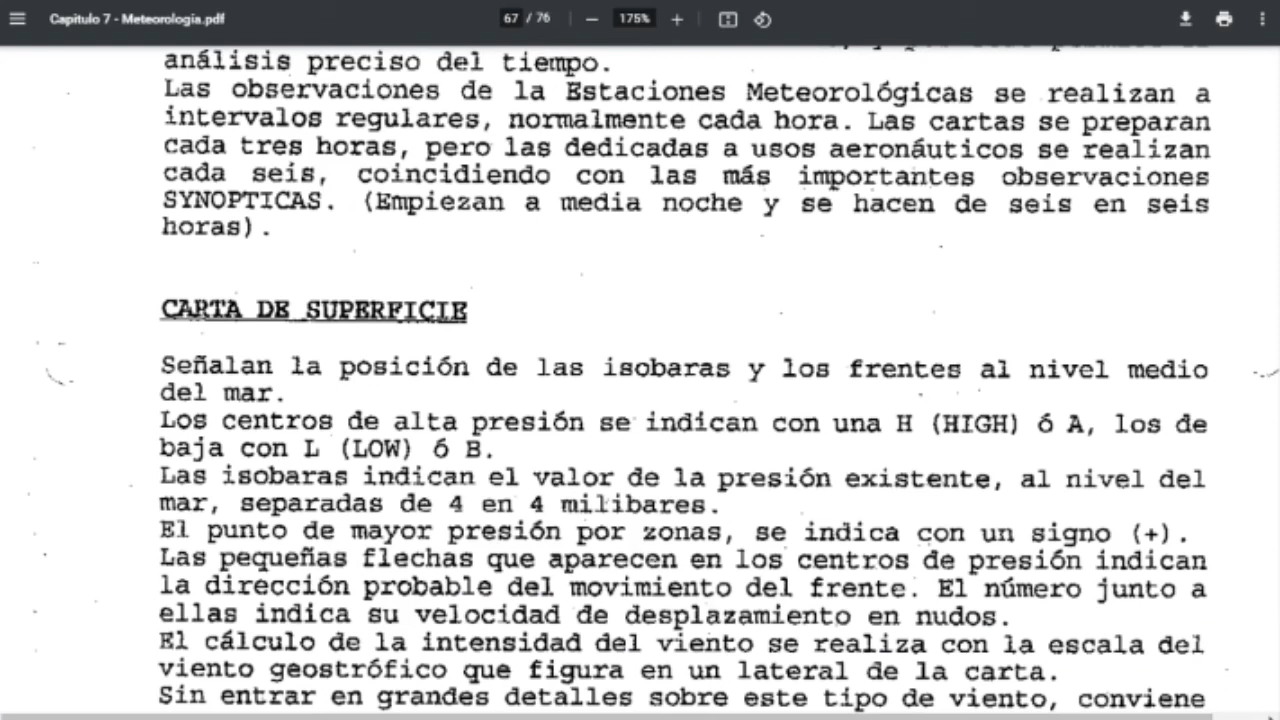 Capitulo 7 - Meteorologia.pdf
67 / 76
175%
análisis preciso del tiempo.
Las observaciones de la Estaciones Meteorológicas se realizan a
intervalos regulares, normalmente cada hora. Las cartas se preparan
cada tres horas, pero las dedicadas a usos aeronáuticos se realizan
cada seis, coincidiendo con las más importantes observaciones
SYNOPTICAS. (Empiezan a media noche y se hacen de seis en seis
horas).
CARTA DE SUPERFICIE
Señalan la posición de las isobaras y los frentes al nivel medio
del mar.
Los centros de alta presión se indican con una H (HIGH) ó A, los de
baja con L (LOW) ó B.
Las isobaras indican el valor de la presión existente, al nivel del
mar, separadas de 4 en 4 milibares.
El punto de mayor presión por zonas, se indica con un signo (+).
Las pequeñas flechas que aparecen en los centros de presión indican
la dirección probable del movimiento del frente. El número junto a
ellas indica su velocidad de desplazamiento en nudos.
El cálculo de la intensidad del viento se realiza con la escala del
viento geostrófico que figura en un lateral de la carta.
Sin entrar en grandes detalles sobre este tipo de viento, conviene